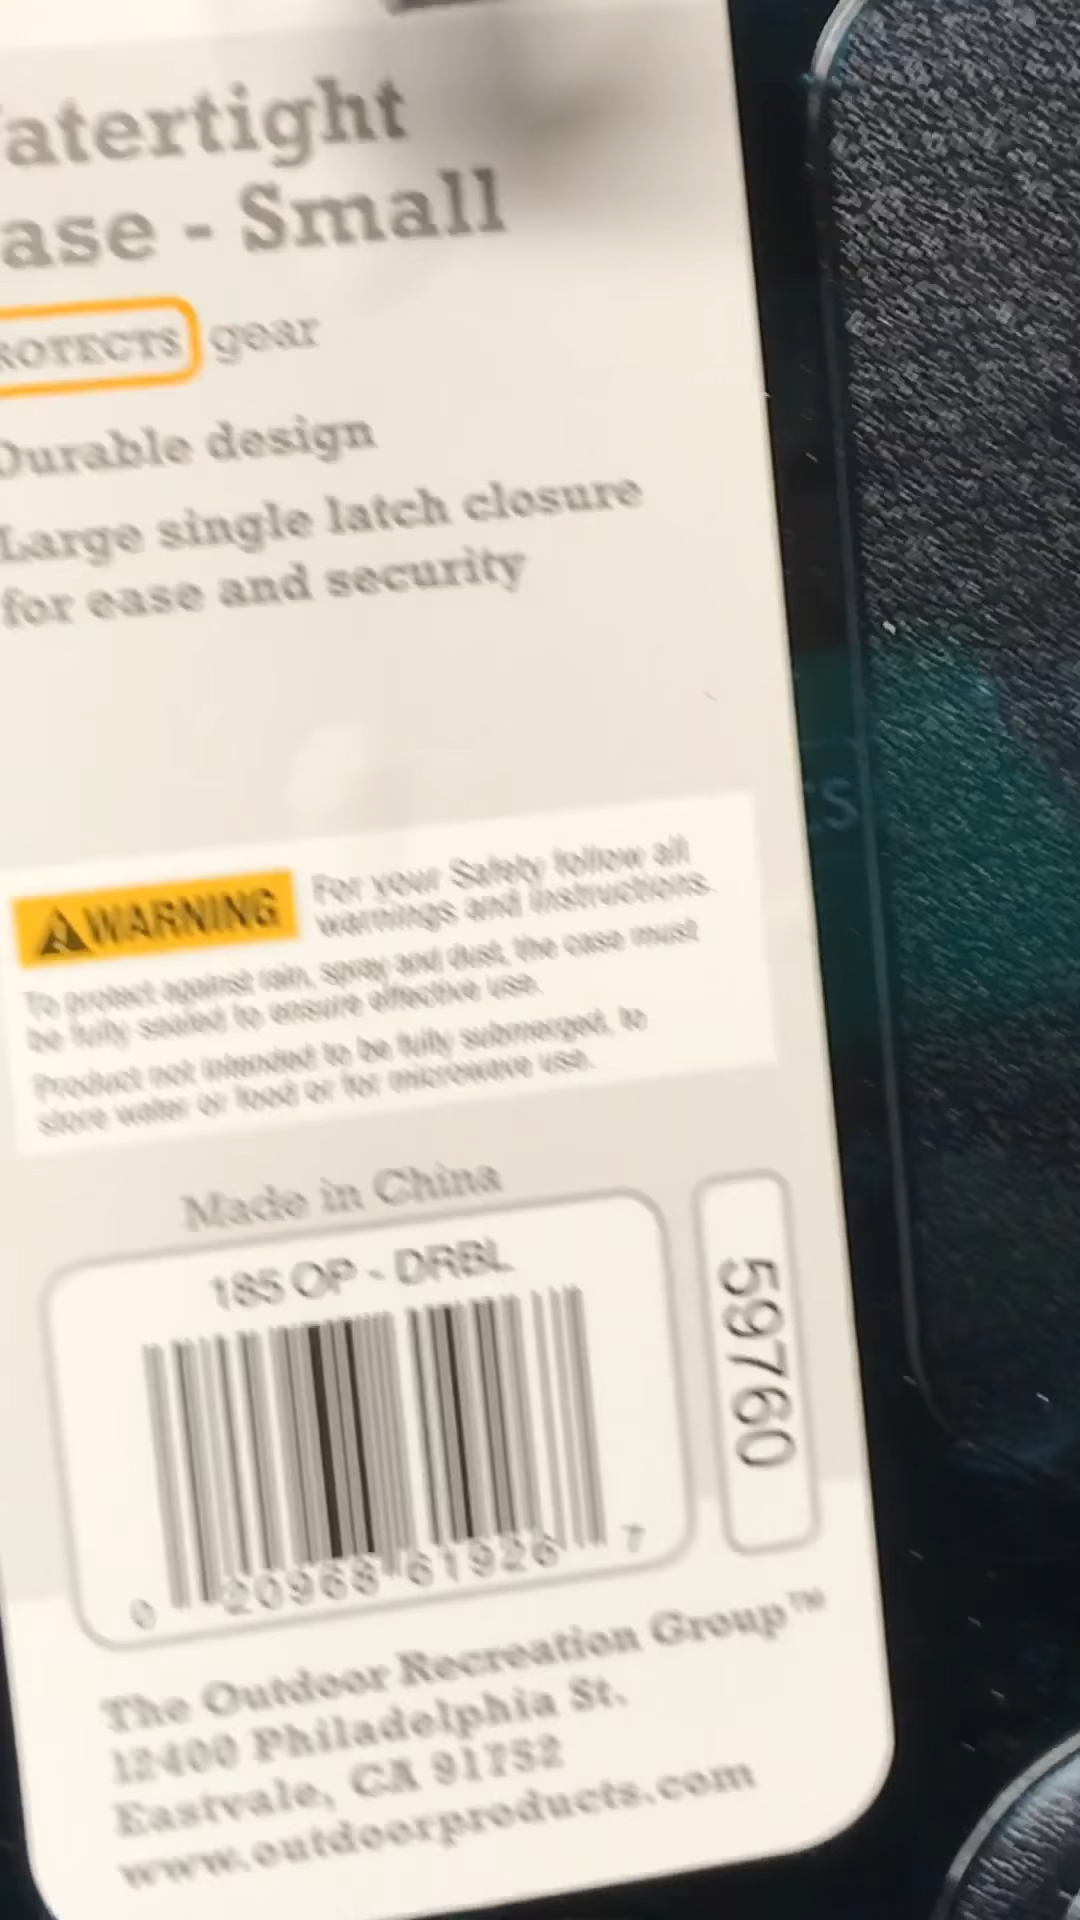 atertight
ase - Small
ROTECTS gear
Durable design
Large single latch closure
for ease and security
⚠WARNING For your Safety follow all
warnings and instructions.
To protect against rain, spray and dust, the case must
be fully sealed to ensure effective use.
Product not intended to be fully submerged, to
store water or food or for microwave use.
Made in China
185 OP - DRBL
0 20968 61926 7
59760
The Outdoor Recreation Group™
12400 Philadelphia St.
Eastvale, CA 91752
www.outdoorproducts.com